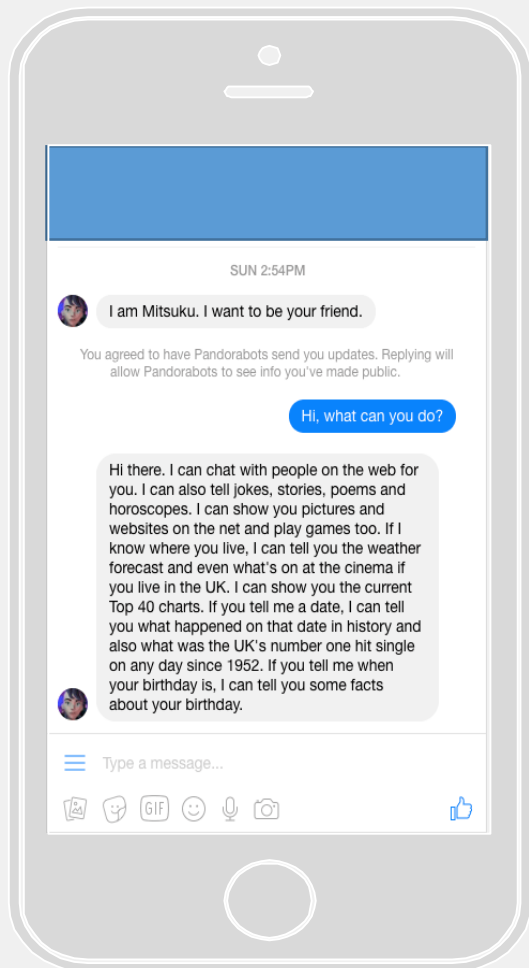 SUN 2:54PM
I am Mitsuku. I want to be your friend.
You agreed to have Pandorabots send you updates. Replying will
allow Pandorabots to see info you've made public.
Hi, what can you do?
Hi there. I can chat with people on the web for
you. I can also tell jokes, stories, poems and
horoscopes. I can show you pictures and
websites on the net and play games too. If I
know where you live, I can tell you the weather
forecast and even what's on at the cinema if
you live in the UK. I can show you the current
Top 40 charts. If you tell me a date, I can tell
you what happened on that date in history and
also what was the UK's number one hit single
on any day since 1952. If you tell me when
your birthday is, I can tell you some facts
about your birthday.
Type a message...
GIF